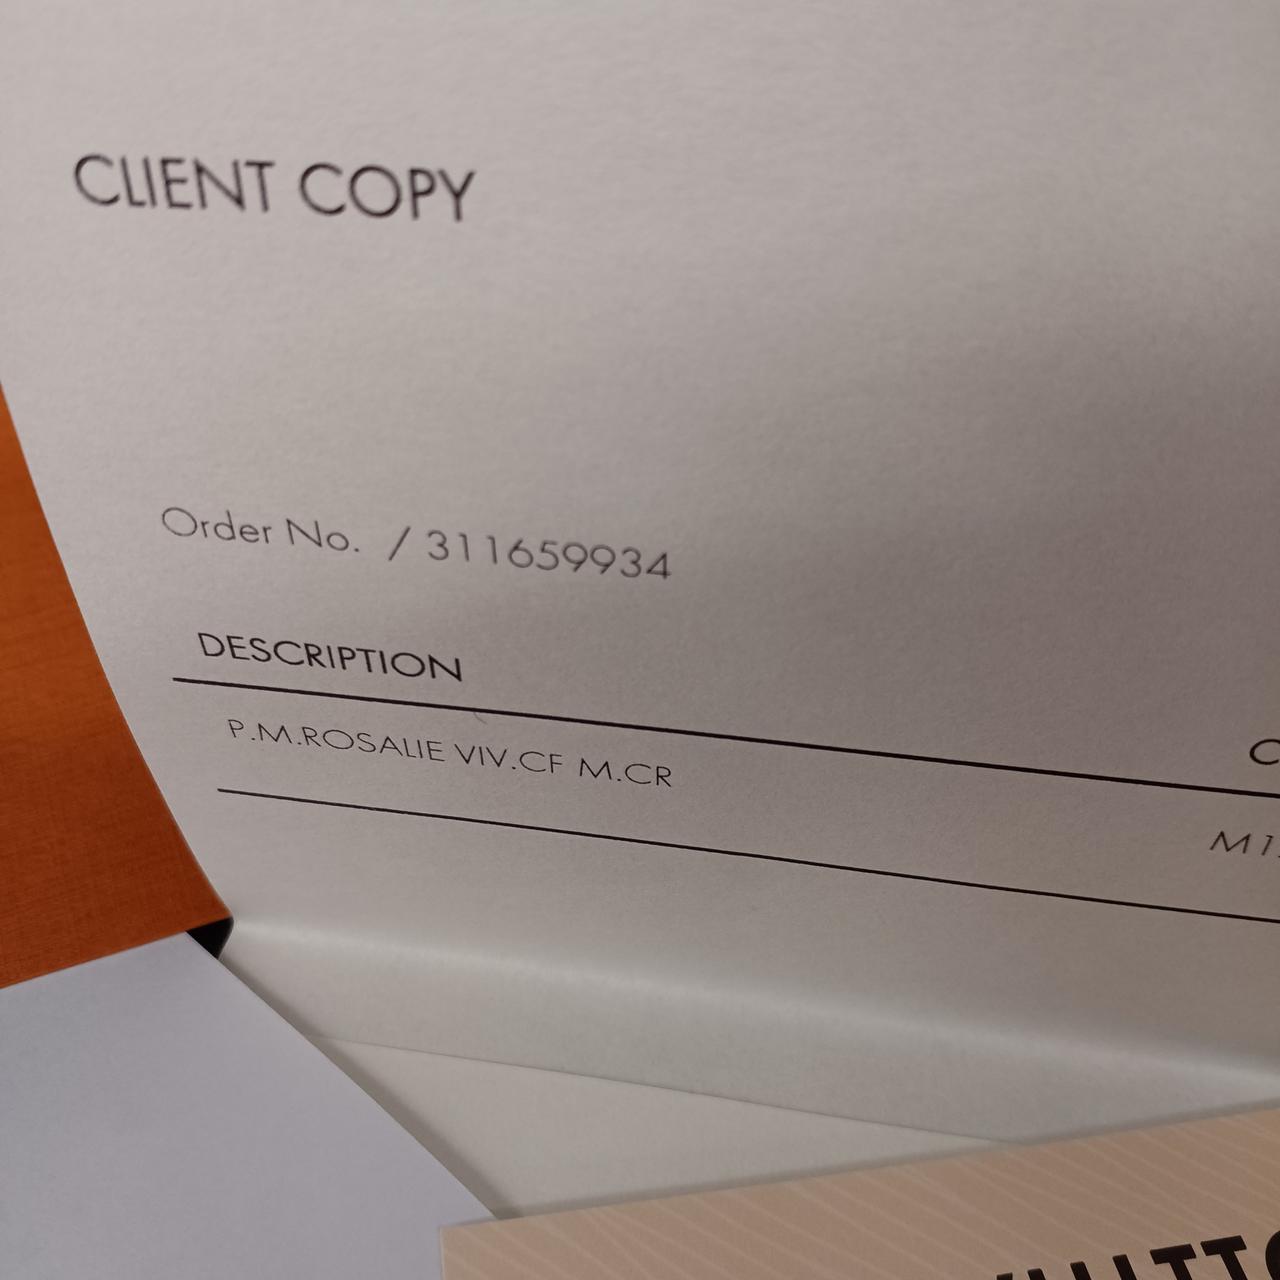 CLIENT COPY
Order No. / 311659934
DESCRIPTION
P.M.ROSALIE VIV.CF M.CR